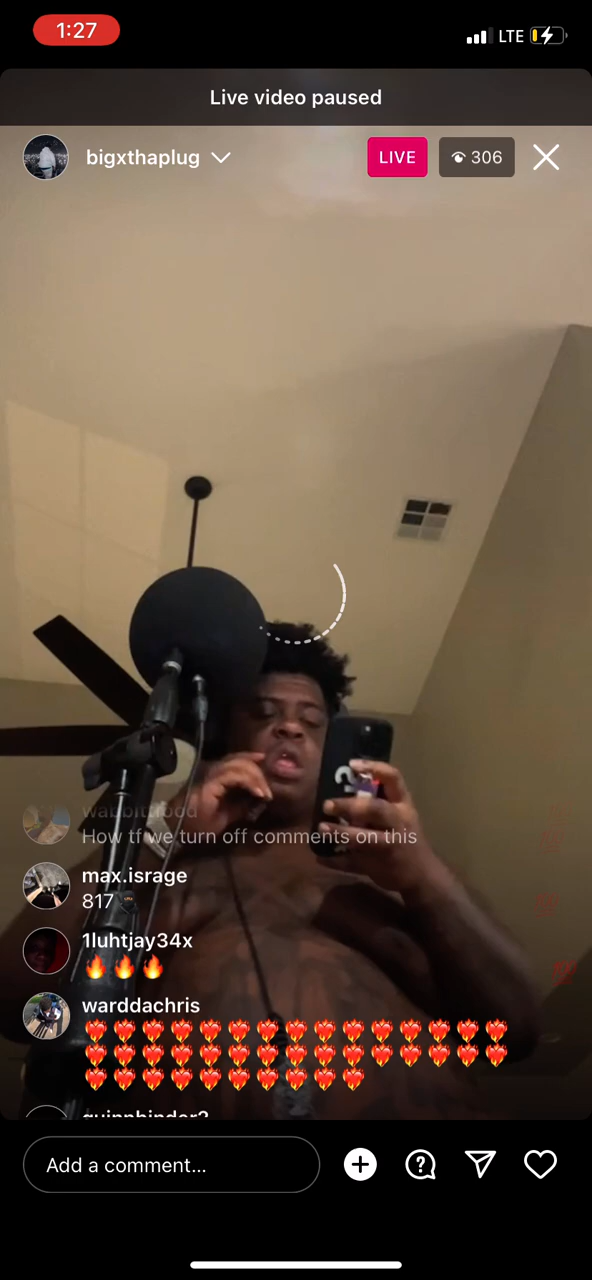 1:27
LTE
Live video paused
bigxthaplug
LIVE
306
wabbittfood
How tf we turn off comments on this
max.israge
817
1luhtjay34x
warddachris
Add a comment...